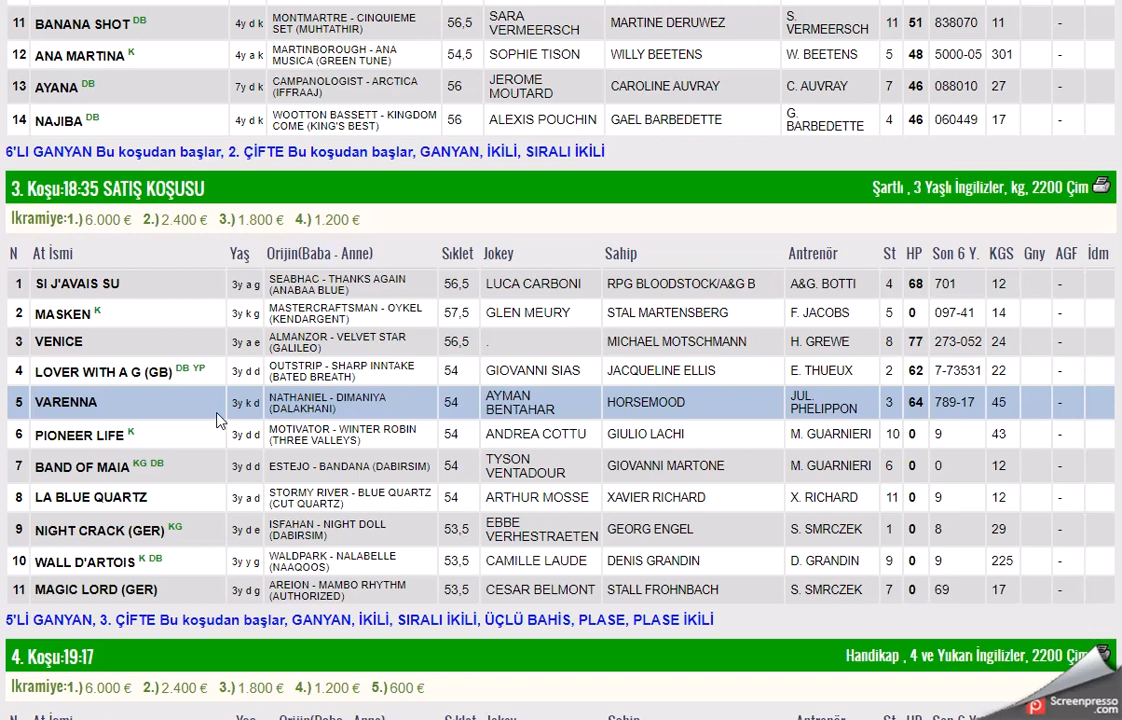 11 BANANA SHOT DB 4y d k MONTMARTRE - CINQUIEME SET (MUHTATHIR) 56,5 SARA VERMEERSCH MARTINE DERUWEZ S. VERMEERSCH 11 51 838070 11 -
12 ANA MARTINA K 4y a k MARTINBOROUGH - ANA MUSICA (GREEN TUNE) 54,5 SOPHIE TISON WILLY BEETENS W. BEETENS 5 48 5000-05 301 -
13 AYANA DB 7y d k CAMPANOLOGIST - ARCTICA (IFFRAAJ) 56 JEROME MOUTARD CAROLINE AUVRAY C. AUVRAY 7 46 088010 27 -
14 NAJIBA DB 4y d k WOOTTON BASSETT - KINGDOM COME (KING'S BEST) 56 ALEXIS POUCHIN GAEL BARBEDETTE G. BARBEDETTE 4 46 060449 17 -
6'LI GANYAN Bu koşudan başlar, 2. ÇİFTE Bu koşudan başlar, GANYAN, İKİLİ, SIRALI İKİLİ
3. Koşu:18:35 SATIŞ KOŞUSU Şartlı , 3 Yaşlı İngilizler, kg, 2200 Çim
Ikramiye:1.) 6.000 € 2.) 2.400 € 3.) 1.800 € 4.) 1.200 €
N At İsmi Yaş Orijin(Baba - Anne) Sıklet Jokey Sahip Antrenör St HP Son 6 Y. KGS Gny AGF İdm
1 SI J'AVAIS SU 3y a g SEABHAC - THANKS AGAIN (ANABAA BLUE) 56,5 LUCA CARBONI RPG BLOODSTOCK/A&G B A&G. BOTTI 4 68 701 12 -
2 MASKEN K 3y k g MASTERCRAFTSMAN - OYKEL (KENDARGENT) 57,5 GLEN MEURY STAL MARTENSBERG F. JACOBS 5 0 097-41 14 -
3 VENICE 3y a e ALMANZOR - VELVET STAR (GALILEO) 56,5 . MICHAEL MOTSCHMANN H. GREWE 8 77 273-052 24 -
4 LOVER WITH A G (GB) DB YP 3y d d OUTSTRIP - SHARP INNTAKE (BATED BREATH) 54 GIOVANNI SIAS JACQUELINE ELLIS E. THUEUX 2 62 7-73531 22 -
5 VARENNA 3y k d NATHANIEL - DIMANIYA (DALAKHANI) 54 AYMAN BENTAHAR HORSEMOOD JUL. PHELIPPON 3 64 789-17 45 -
6 PIONEER LIFE K 3y d d MOTIVATOR - WINTER ROBIN (THREE VALLEYS) 54 ANDREA COTTU GIULIO LACHI M. GUARNIERI 10 0 9 43 -
7 BAND OF MAIA KG DB 3y d d ESTEJO - BANDANA (DABIRSIM) 54 TYSON VENTADOUR GIOVANNI MARTONE M. GUARNIERI 6 0 0 12 -
8 LA BLUE QUARTZ 3y a d STORMY RIVER - BLUE QUARTZ (CUT QUARTZ) 54 ARTHUR MOSSE XAVIER RICHARD X. RICHARD 11 0 9 12 -
9 NIGHT CRACK (GER) KG 3y d e ISFAHAN - NIGHT DOLL (DABIRSIM) 53,5 EBBE VERHESTRAETEN GEORG ENGEL S. SMRCZEK 1 0 8 29 -
10 WALL D'ARTOIS K DB 3y y g WALDPARK - NALABELLE (NAAQOOS) 53,5 CAMILLE LAUDE DENIS GRANDIN D. GRANDIN 9 0 9 225 -
11 MAGIC LORD (GER) 3y d g AREION - MAMBO RHYTHM (AUTHORIZED) 53,5 CESAR BELMONT STALL FROHNBACH S. SMRCZEK 7 0 69 17 -
5'Lİ GANYAN, 3. ÇİFTE Bu koşudan başlar, GANYAN, İKİLİ, SIRALI İKİLİ, ÜÇLÜ BAHİS, PLASE, PLASE İKİLİ
4. Koşu:19:17 Handikap , 4 ve Yukarı İngilizler, 2200 Çim
Ikramiye:1.) 6.000 € 2.) 2.400 € 3.) 1.800 € 4.) 1.200 € 5.) 600 €
Screenpresso
.com